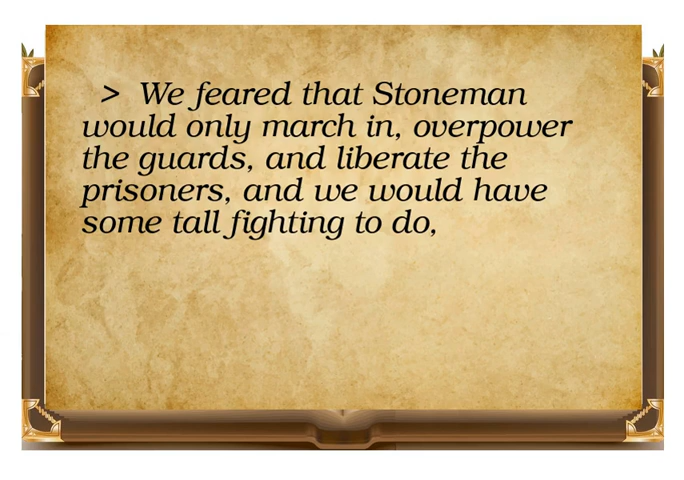 > We feared that Stoneman
would only march in, overpower
the guards, and liberate the
prisoners, and we would have
some tall fighting to do,